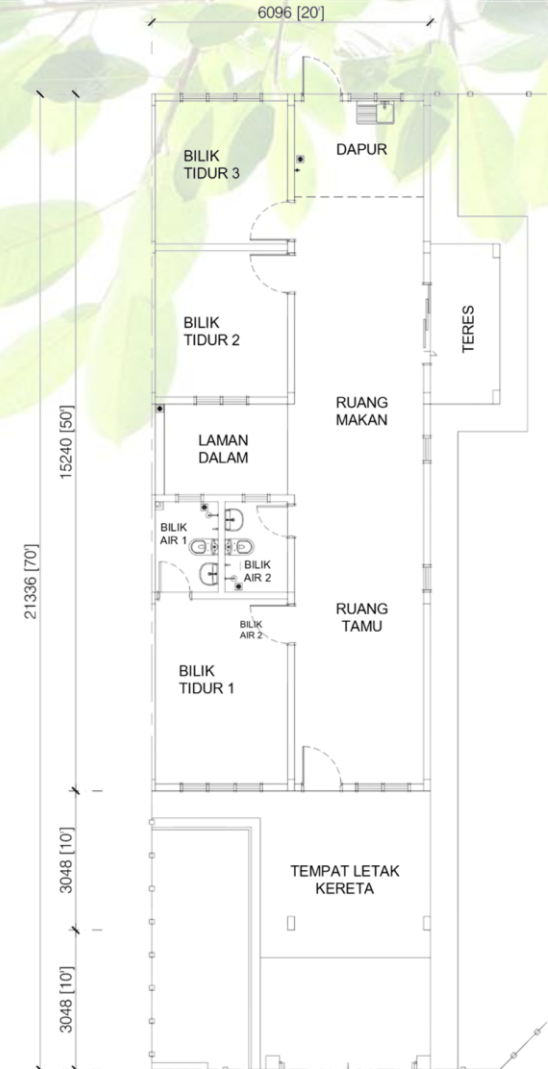 6096 [20']
DAPUR
BILIK
TIDUR 3
BILIK
TIDUR 2
TERES
RUANG
MAKAN
LAMAN
DALAM
15240 [50']
21336 [70']
BILIK
AIR 1
BILIK
AIR 2
BILIK
AIR 2
RUANG
TAMU
BILIK
TIDUR 1
3048 [10']
TEMPAT LETAK
KERETA
3048 [10']